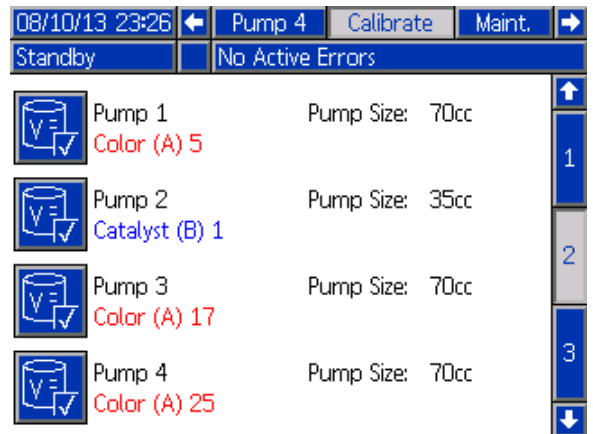 08/10/13 23:26 Pump 4 Calibrate Maint.
Standby No Active Errors
Pump 1 Pump Size: 70cc
Color (A) 5
1
Pump 2 Pump Size: 35cc
Catalyst (B) 1
2
Pump 3 Pump Size: 70cc
Color (A) 17
3
Pump 4 Pump Size: 70cc
Color (A) 25
V
V
V
V